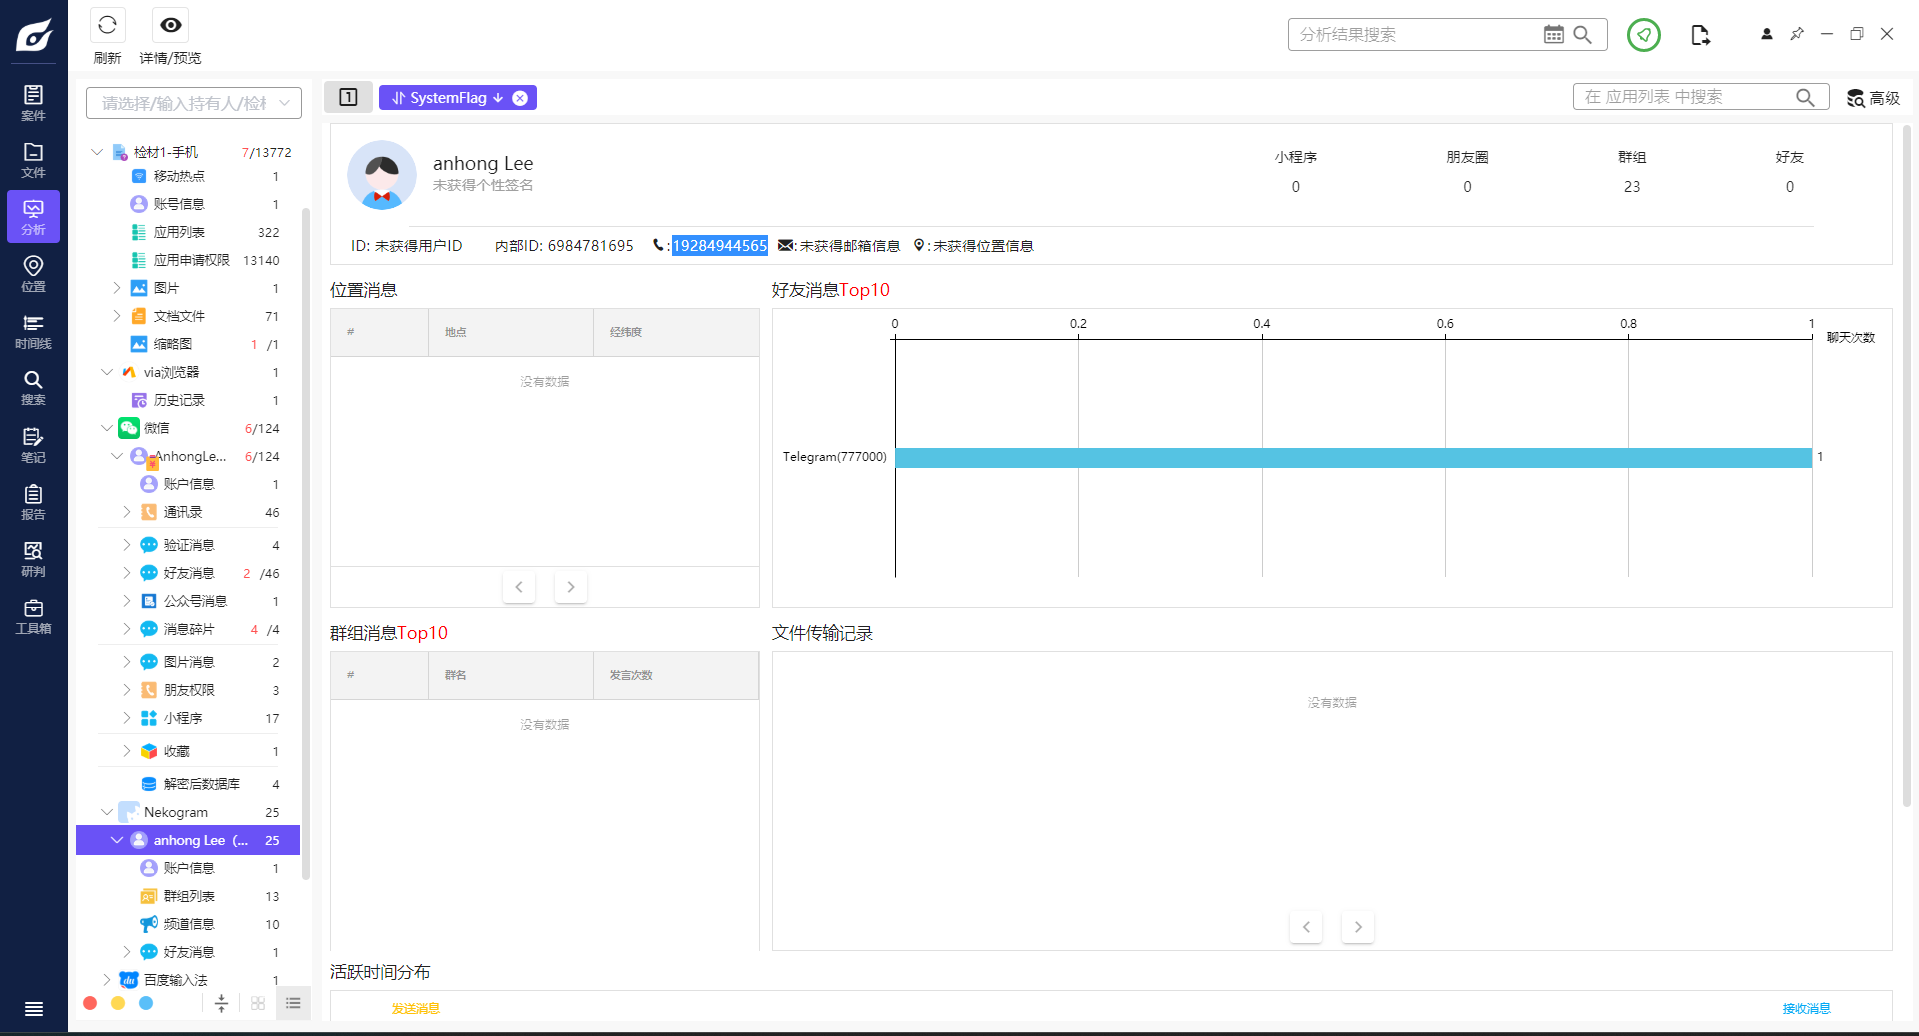 刷新
详情/预览
分析结果搜索
案件
文件
分析
位置
时间线
搜索
笔记
报告
研判
工具箱
请选择/输入持有人/检材
检材1-手机 7/13772
移动热点 1
账号信息 1
应用列表 322
应用申请权限 13140
图片 1
文档文件 71
缩略图 1 /1
via浏览器 1
历史记录 1
微信 6/124
AnhongLe... 6/124
账户信息 1
通讯录 46
验证消息 4
好友消息 2 /46
公众号消息 1
消息碎片 4 /4
图片消息 2
朋友权限 3
小程序 17
收藏 1
解密后数据库 4
Nekogram 25
anhong Lee (... 25
账户信息 1
群组列表 13
频道信息 10
好友消息 1
百度输入法 1
1
SystemFlag
在 应用列表 中搜索
高级
anhong Lee
未获得个性签名
小程序 朋友圈 群组 好友
0 0 23 0
ID: 未获得用户ID 内部ID: 6984781695 :19284944565 :未获得邮箱信息 :未获得位置信息
位置消息
# 地点 经纬度
没有数据
好友消息Top10
0 0.2 0.4 0.6 0.8 1
聊天次数
Telegram(777000) 1
群组消息Top10
# 群名 发言次数
没有数据
文件传输记录
没有数据
活跃时间分布
发送消息 接收消息